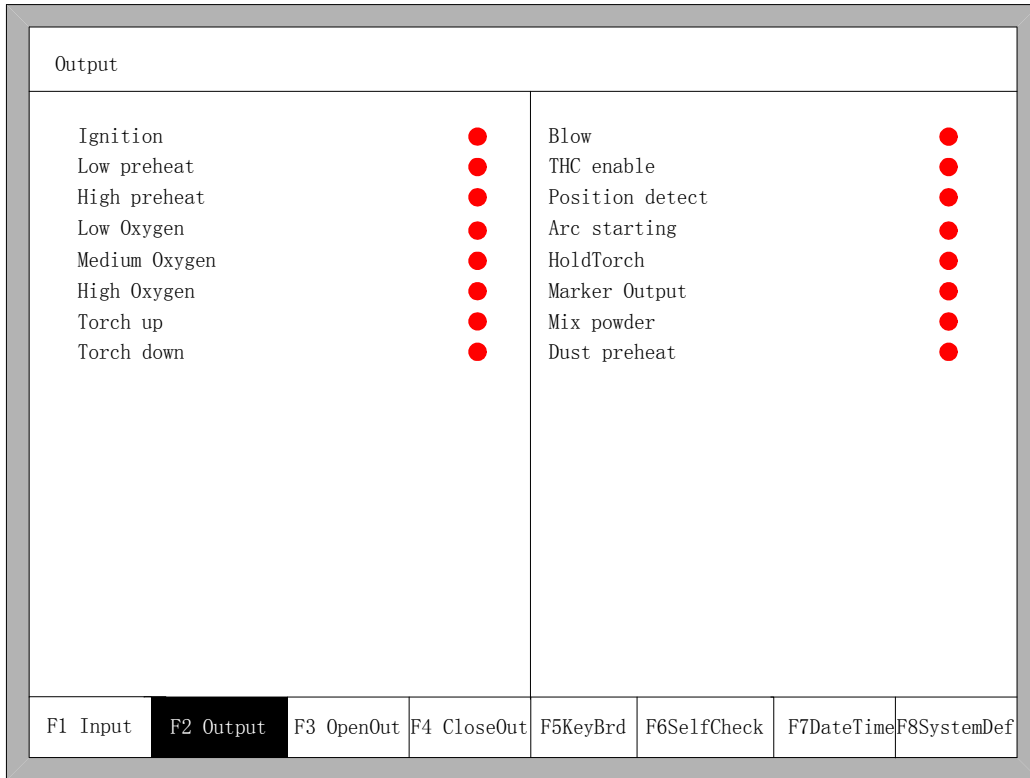 Output
Ignition
Low preheat
High preheat
Low Oxygen
Medium Oxygen
High Oxygen
Torch up
Torch down
Blow
THC enable
Position detect
Arc starting
HoldTorch
Marker Output
Mix powder
Dust preheat
F1 Input F2 Output F3 OpenOut F4 CloseOut F5KeyBrd F6SelfCheck F7DateTime F8SystemDef